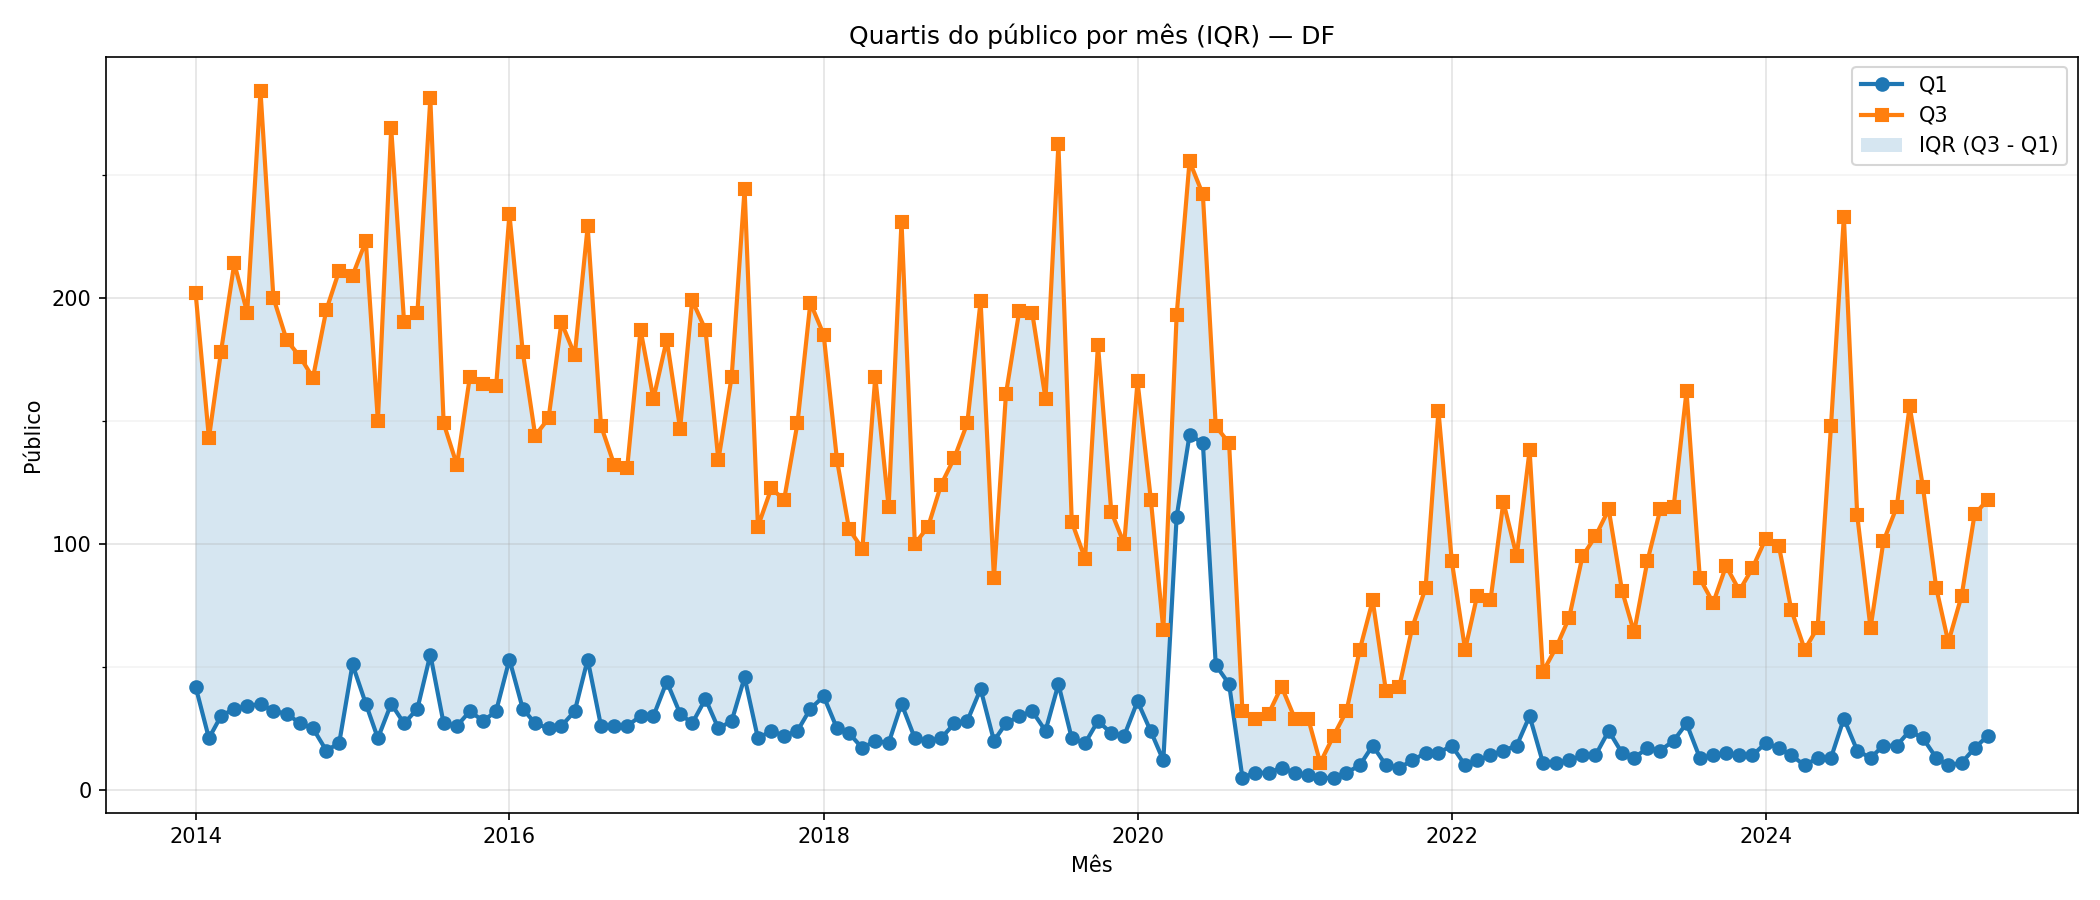 Quartis do público por mês (IQR) — DF
Q1
Q3
IQR (Q3 - Q1)
Público
200
100
0
2014 2016 2018 2020 2022 2024
Mês